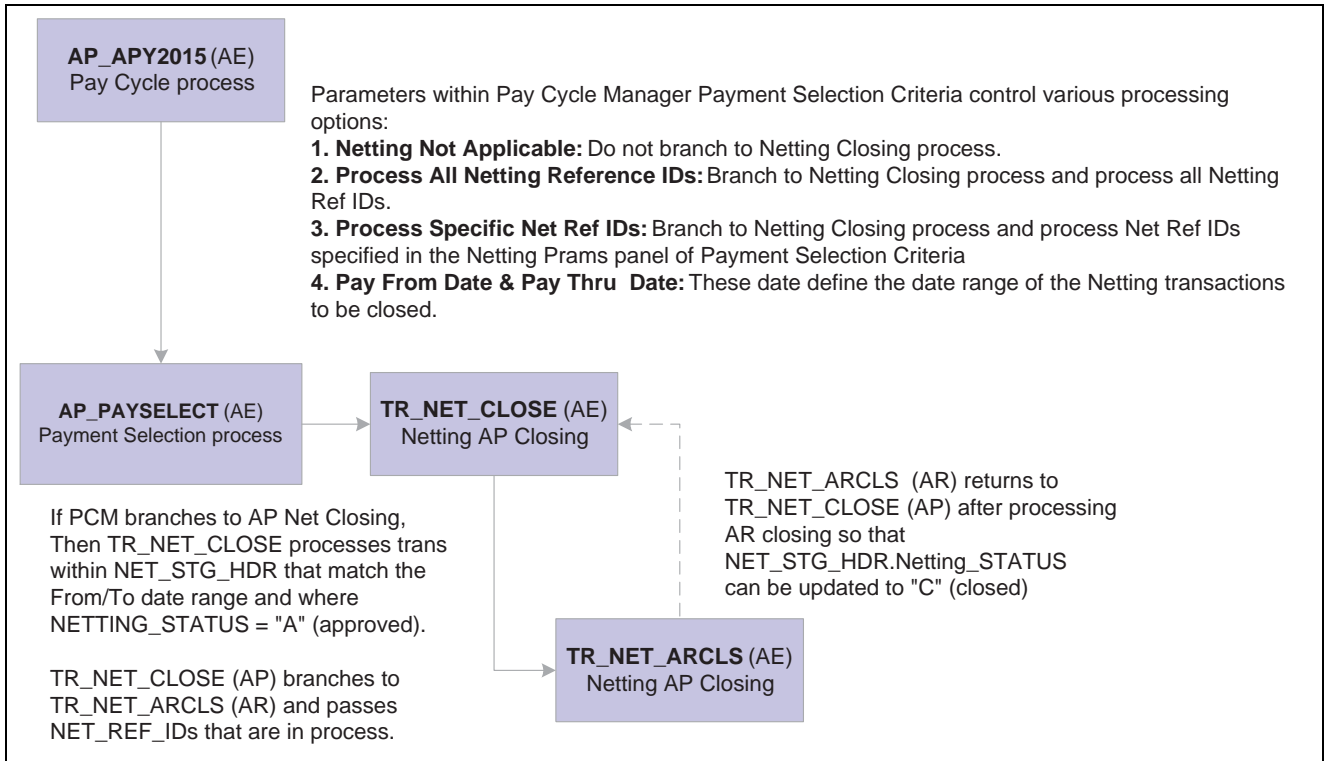 AP_APY2015 (AE)
Pay Cycle process
Parameters within Pay Cycle Manager Payment Selection Criteria control various processing
options:
1. Netting Not Applicable: Do not branch to Netting Closing process.
2. Process All Netting Reference IDs: Branch to Netting Closing process and process all Netting
Ref IDs.
3. Process Specific Net Ref IDs: Branch to Netting Closing process and process Net Ref IDs
specified in the Netting Prams panel of Payment Selection Criteria
4. Pay From Date & Pay Thru Date: These date define the date range of the Netting transactions
to be closed.
AP_PAYSELECT (AE)
Payment Selection process
TR_NET_CLOSE (AE)
Netting AP Closing
If PCM branches to AP Net Closing,
Then TR_NET_CLOSE processes trans
within NET_STG_HDR that match the
From/To date range and where
NETTING_STATUS = "A" (approved).
TR_NET_CLOSE (AP) branches to
TR_NET_ARCLS (AR) and passes
NET_REF_IDs that are in process.
TR_NET_ARCLS (AR) returns to
TR_NET_CLOSE (AP) after processing
AR closing so that
NET_STG_HDR.Netting_STATUS
can be updated to "C" (closed)
TR_NET_ARCLS (AE)
Netting AP Closing